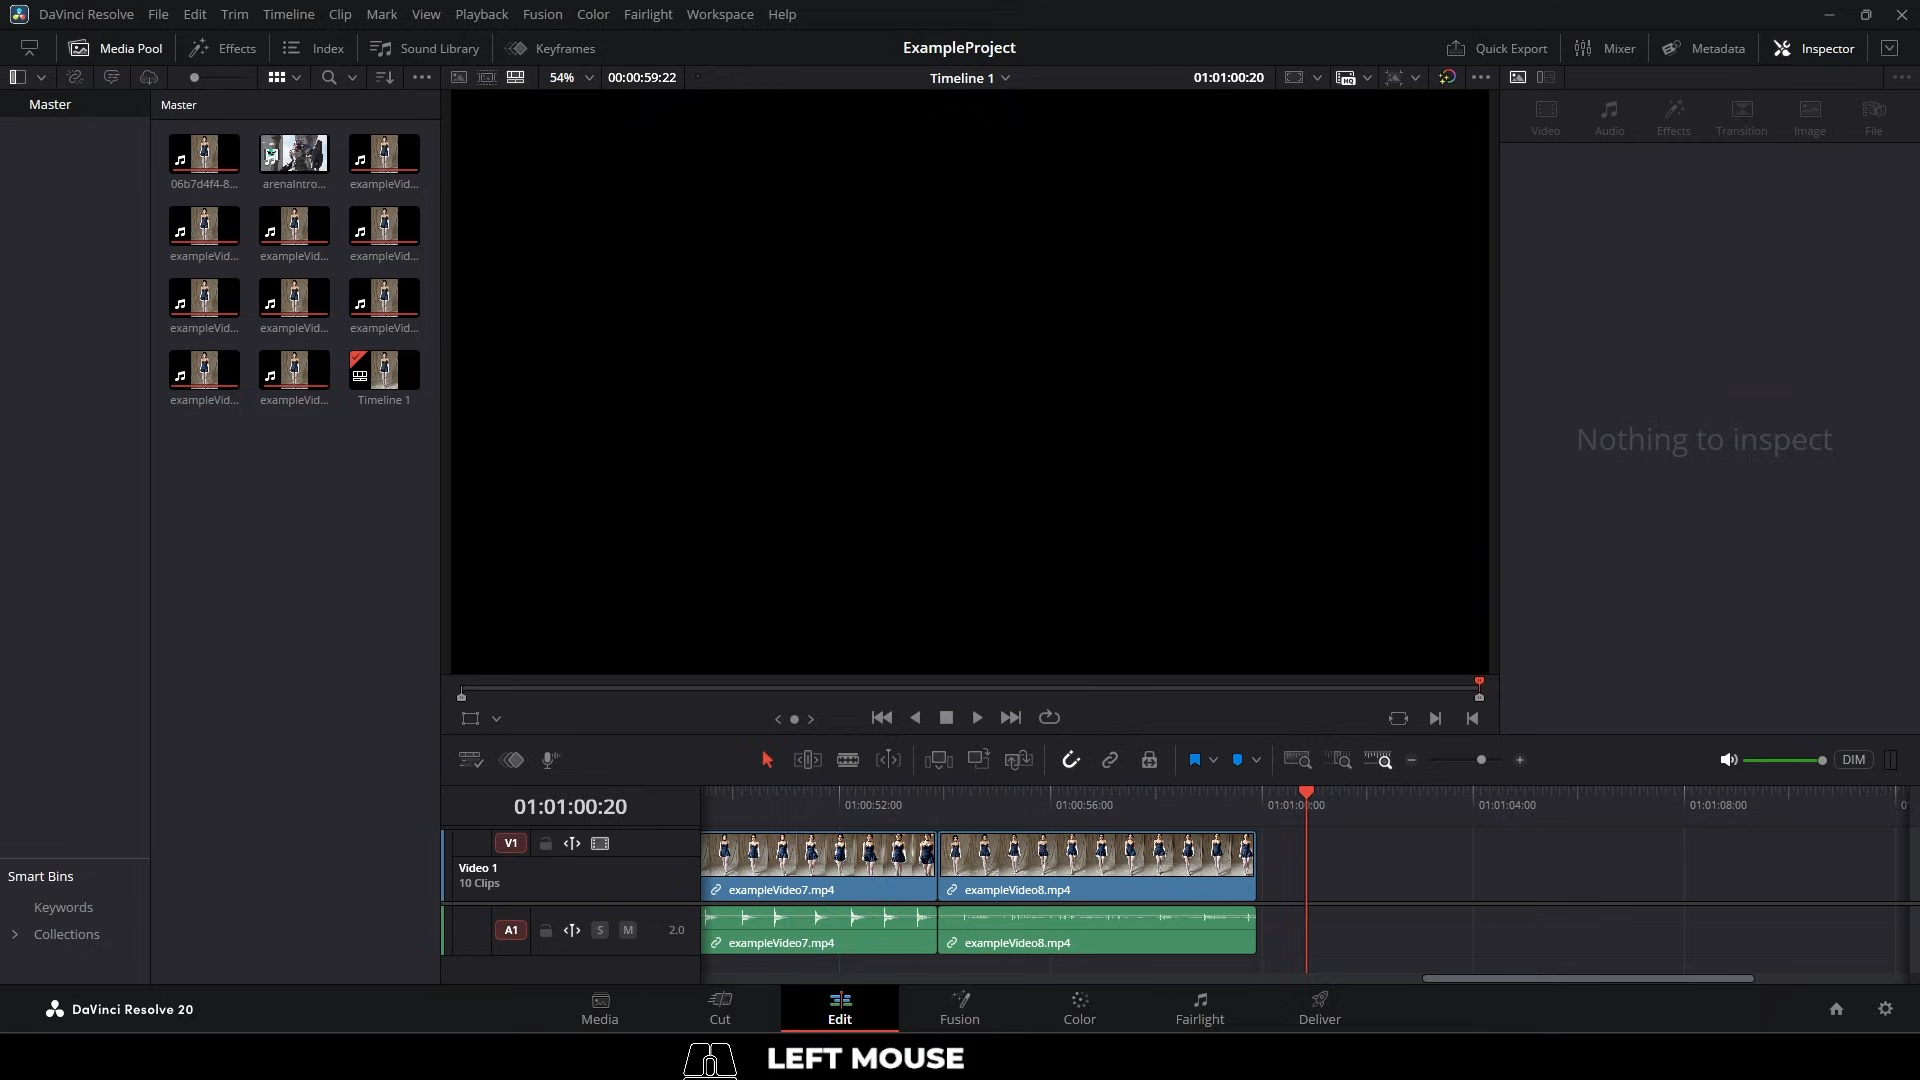 DaVinci Resolve File Edit Trim Timeline Clip Mark View Playback Fusion Color Fairlight Workspace Help
Media Pool Effects Index Sound Library Keyframes ExampleProject Quick Export Mixer Metadata Inspector
54% 00:00:59:22 Timeline 1 01:01:00:20
Master Master
Video Audio Effects Transition Image File
06b7d4f4-8... arenaIntro... exampleVid...
exampleVid... exampleVid... exampleVid...
exampleVid... exampleVid... exampleVid...
exampleVid... exampleVid... Timeline 1
Nothing to inspect
DIM
01:01:00:20 01:00:52:00 01:00:56:00 01:01:00:00 01:01:04:00 01:01:08:00
V1
Video 1
10 Clips
exampleVideo7.mp4 exampleVideo8.mp4
A1 S M 2.0
exampleVideo7.mp4 exampleVideo8.mp4
Smart Bins
Keywords
Collections
DaVinci Resolve 20
Media Cut Edit Fusion Color Fairlight Deliver
LEFT MOUSE